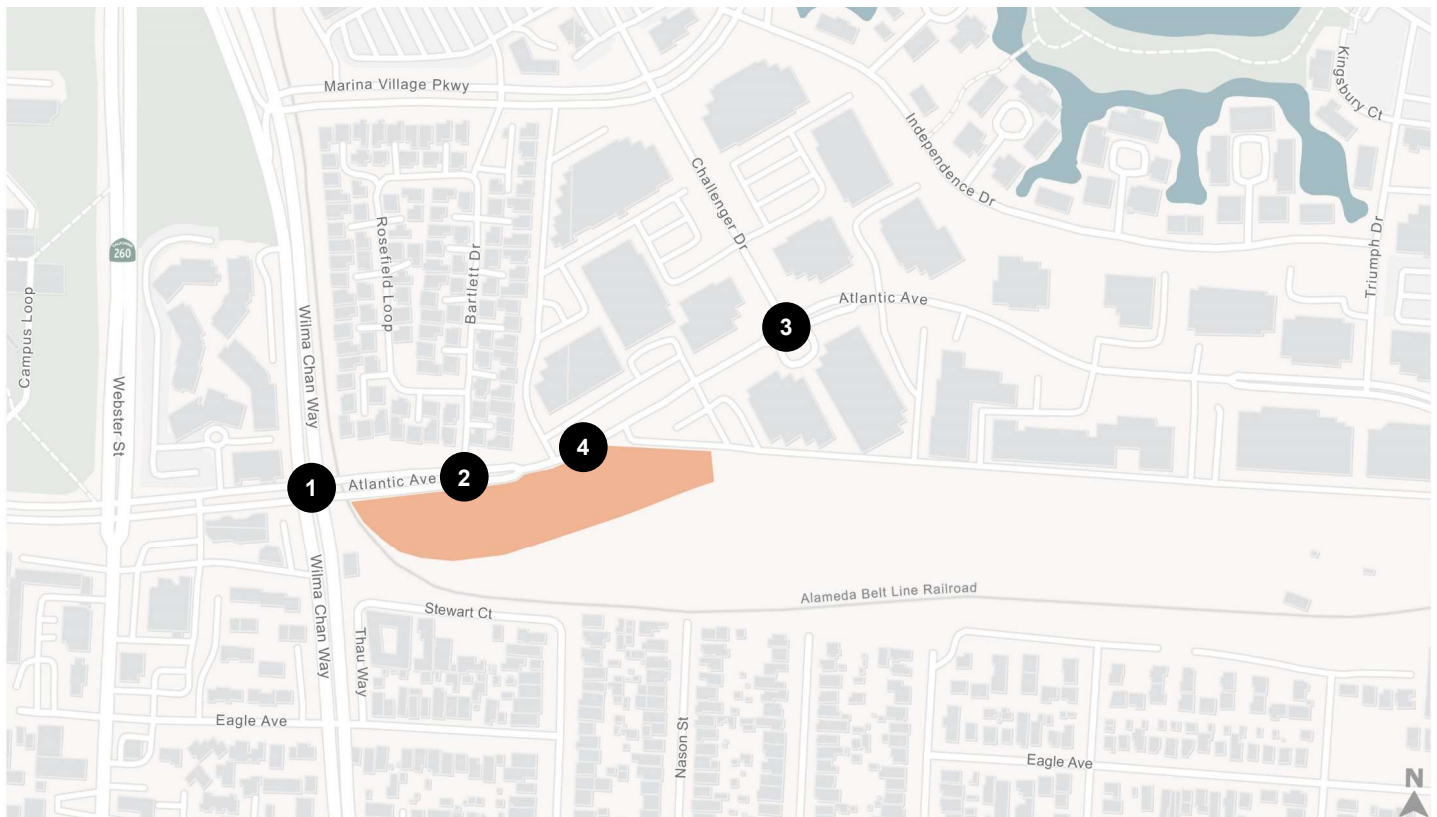 Marina Village Pkwy
Kingsbury Ct
Independence Dr
Challenger Dr
Rosefield Loop
Bartlett Dr
CALIFORNIA
260
Triumph Dr
Campus Loop
Wilma Chan Way
Atlantic Ave
3
Webster St
4
2
1
Atlantic Ave
Wilma Chan Way
Alameda Belt Line Railroad
Stewart Ct
Thau Way
Eagle Ave
Nason St
Eagle Ave
N